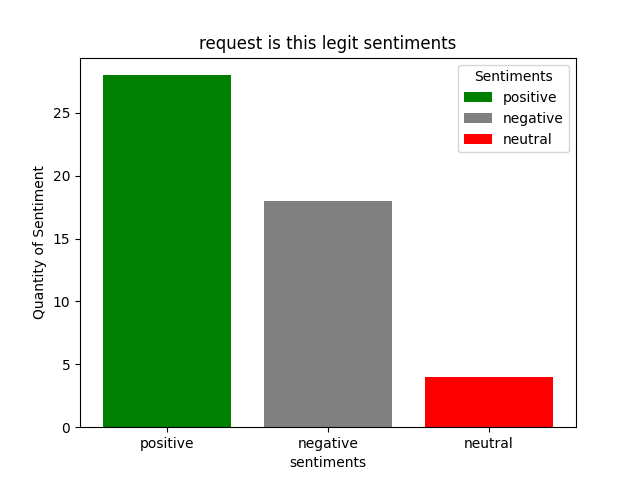 request is this legit sentiments
Sentiments
positive
negative
neutral
Quantity of Sentiment
25
20
15
10
5
0
positive negative neutral
sentiments